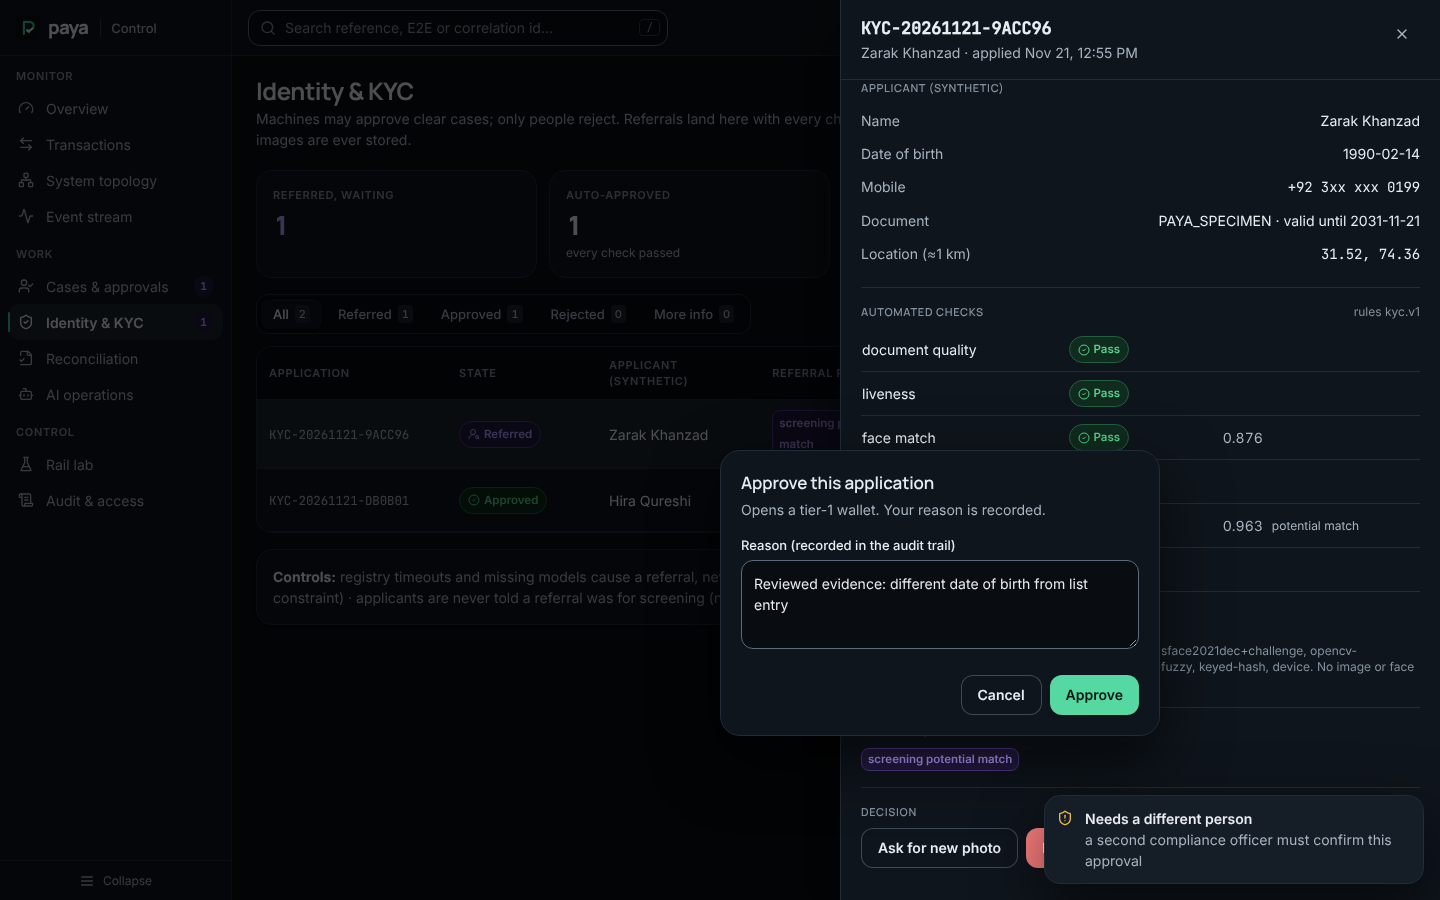 paya Control
Search reference, E2E or correlation id... /
MONITOR
Overview
Transactions
System topology
Event stream
WORK
Cases & approvals 1
Identity & KYC 1
Reconciliation
AI operations
CONTROL
Rail lab
Audit & access
Collapse
Identity & KYC
Machines may approve clear cases; only people reject. Referrals land here with every
images are ever stored.
REFERRED, WAITING
1
AUTO-APPROVED
1
every check passed
All 2 Referred 1 Approved 1 Rejected 0 More info 0
APPLICATION STATE APPLICANT (SYNTHETIC) REFERRAL
KYC-20261121-9ACC96 Referred Zarak Khanzad screening
match
KYC-20261121-DB0B01 Approved Hira Qureshi
Controls: registry timeouts and missing models cause a referral,
constraint) · applicants are never told a referral was for screening
KYC-20261121-9ACC96
Zarak Khanzad · applied Nov 21, 12:55 PM
APPLICANT (SYNTHETIC)
Name Zarak Khanzad
Date of birth 1990-02-14
Mobile +92 3xx xxx 0199
Document PAYA_SPECIMEN · valid until 2031-11-21
Location (≈1 km) 31.52, 74.36
AUTOMATED CHECKS rules kyc.v1
document quality Pass
liveness Pass
face match Pass 0.876
0.963 potential match
sface2021dec+challenge, opencv-
fuzzy, keyed-hash, device. No image or face
screening potential match
DECISION
Ask for new photo
Approve this application
Opens a tier-1 wallet. Your reason is recorded.
Reason (recorded in the audit trail)
Reviewed evidence: different date of birth from list
entry
Cancel Approve
Needs a different person
a second compliance officer must confirm this
approval